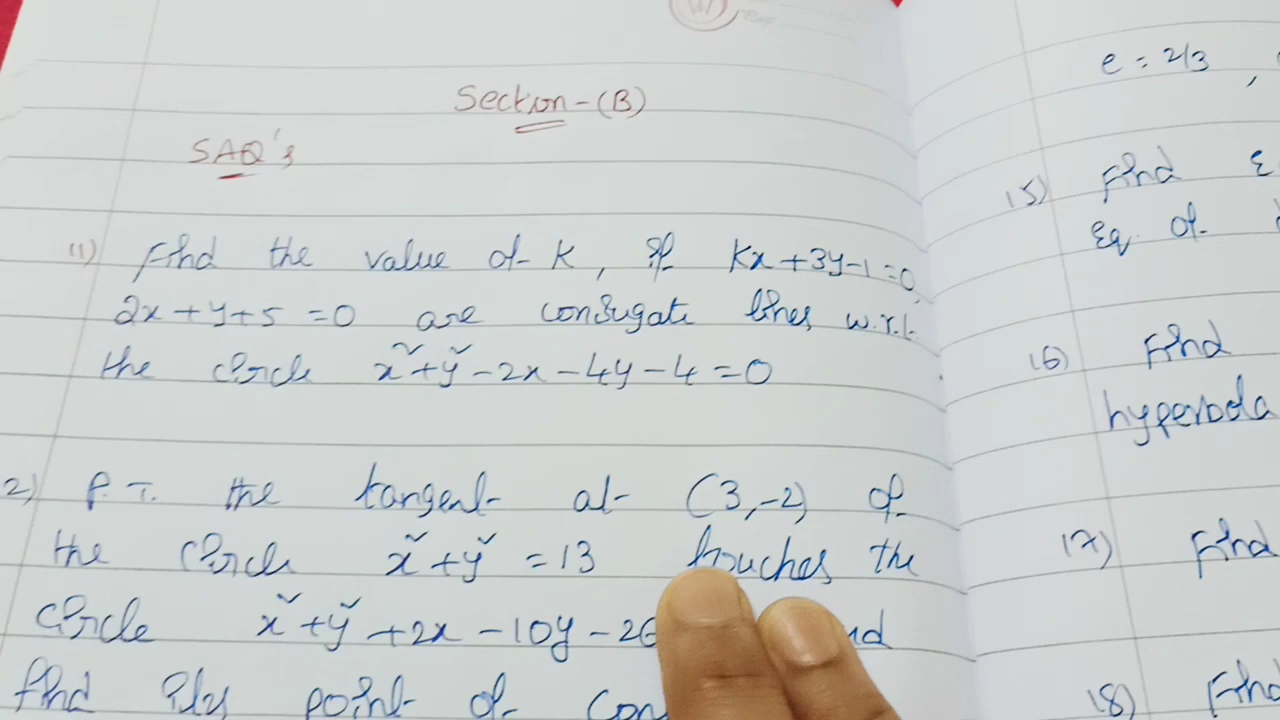 Section-(B)
SAQ's
(1) Find the value of K, if Kx+3y-1=0,
2x+y+5=0 are conjugate lines w.r.t.
the circle x²+y²-2x-4y-4=0
2) P.T. the tangent at (3,-2) of
the circle x²+y²=13 touches the
circle x²+y²+2x-10y-26
find its point of
e=2/3,
15) Find
Eq. of
16) Find
hyperbola
17) Find
18) Find